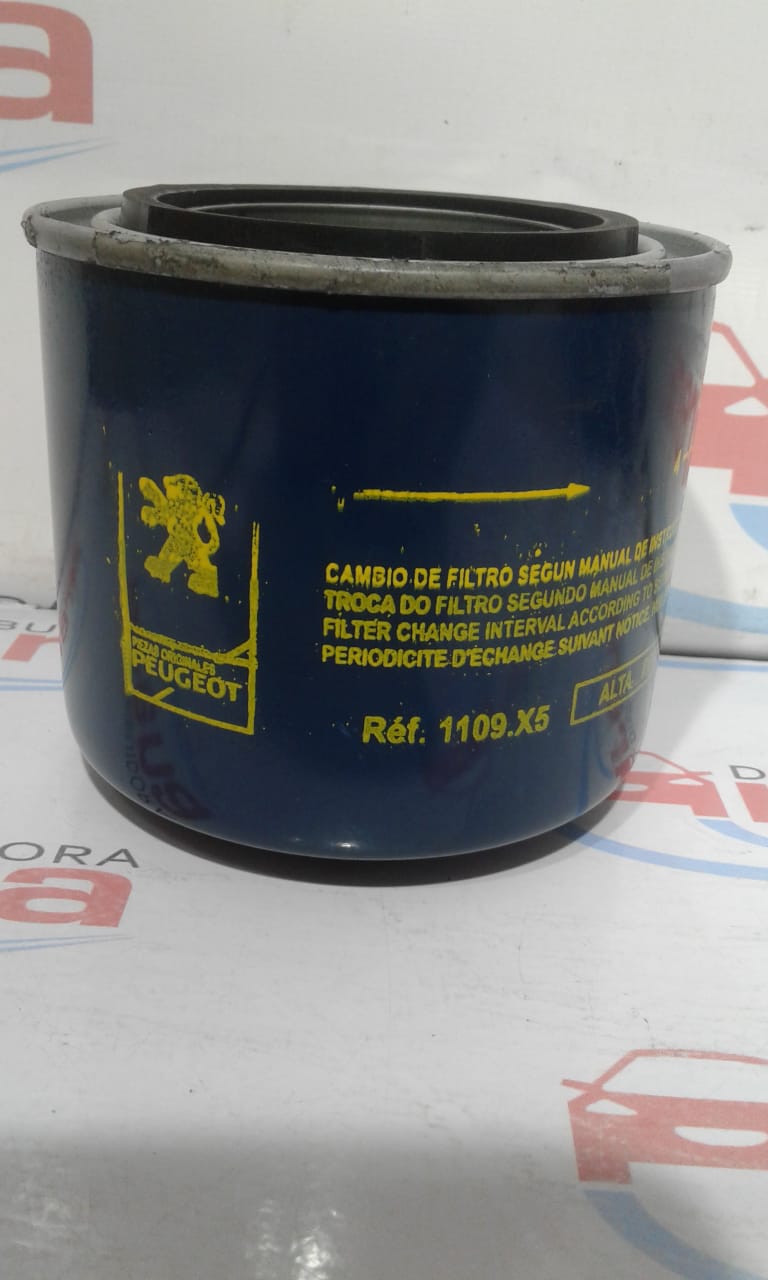 PIEZAS ORIGINALES
PEUGEOT
CAMBIO DE FILTRO SEGUN MANUAL DE
TROCA DO FILTRO SEGUNDO MANUAL DE
FILTER CHANGE INTERVAL ACCORDING TO
PERIODICITE D'ECHANGE SUIVANT NOTICE
Réf. 1109.X5
ALTA
ORA
a